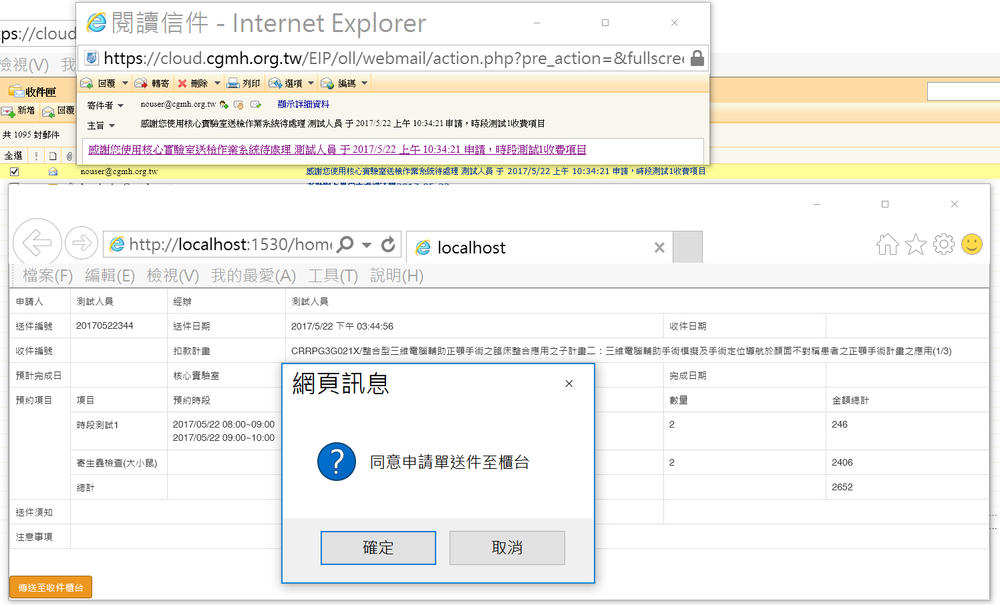 閱讀信件 - Internet Explorer
ps://cloud
https://cloud.cgmh.org.tw/EIP/oll/webmail/action.php?pre_action=&fullscree
檢視(V) 我
回覆 轉寄 刪除 列印 選項 編碼
收件匣
寄件者 nouser@cgmh.org.tw 顯示詳細資料
新增 回覆
主旨 感謝您使用核心實驗室送檢作業系統待處理 測試人員 于 2017/5/22 上午 10:34:21 申請，時段測試1收費項目
共 1095 封郵件
感謝您使用核心實驗室送檢作業系統待處理 測試人員 于 2017/5/22 上午 10:34:21 申請，時段測試1收費項目
全選
nouser@cgmh.org.tw 感謝您使用核心實驗室送檢作業系統待處理 測試人員 于 2017/5/22 上午 10:34:21 申請，時段測試1收費項目
http://localhost:1530/home localhost
檔案(F) 編輯(E) 檢視(V) 我的最愛(A) 工具(T) 說明(H)
申請人 測試人員 經辦 測試人員
送件編號 20170522344 送件日期 2017/5/22 下午 03:44:56 收件日期
收件編號 扣款計畫 CRRPG3G021X/整合型三維電腦輔助正顎手術之臨床整合應用之子計畫二：三維電腦輔助手術模擬及手術定位導航於顏面不對稱患者之正顎手術計畫之應用(1/3)
預計完成日 核心實驗室 完成日期
預約項目 項目 預約時段 數量 金額總計
時段測試1 2017/05/22 08:00~09:00 2 246
2017/05/22 09:00~10:00
寄生蟲檢查(大小鼠) 2 2406
總計 2652
送件須知
注意事項
網頁訊息
同意申請單送件至櫃台
確定 取消
傳送至收件櫃台